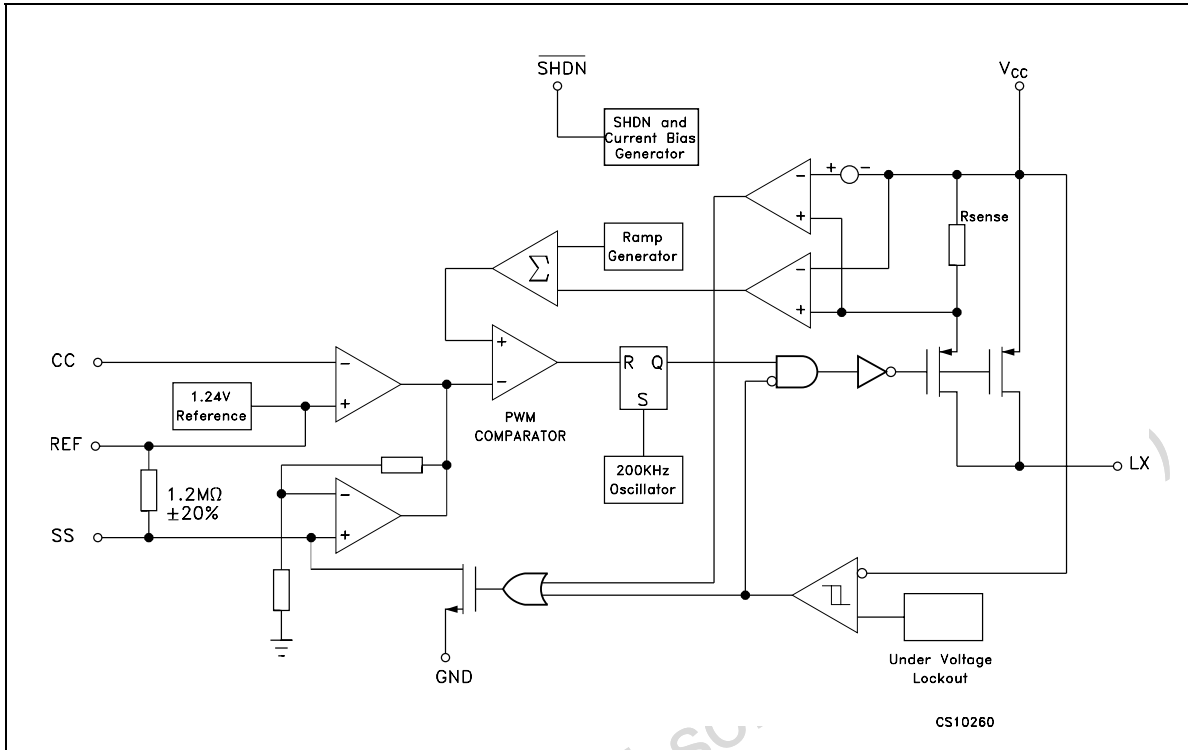 SHDN
VCC
SHDN and
Current Bias
Generator
+ -
-
+
Rsense
Ramp
Generator
Σ
-
+
CC
-
+
1.24V
Reference
+
-
R Q
S
PWM
COMPARATOR
REF
200KHz
Oscillator
LX
1.2MΩ
±20%
-
+
SS
GND
Under Voltage
Lockout
CS10260